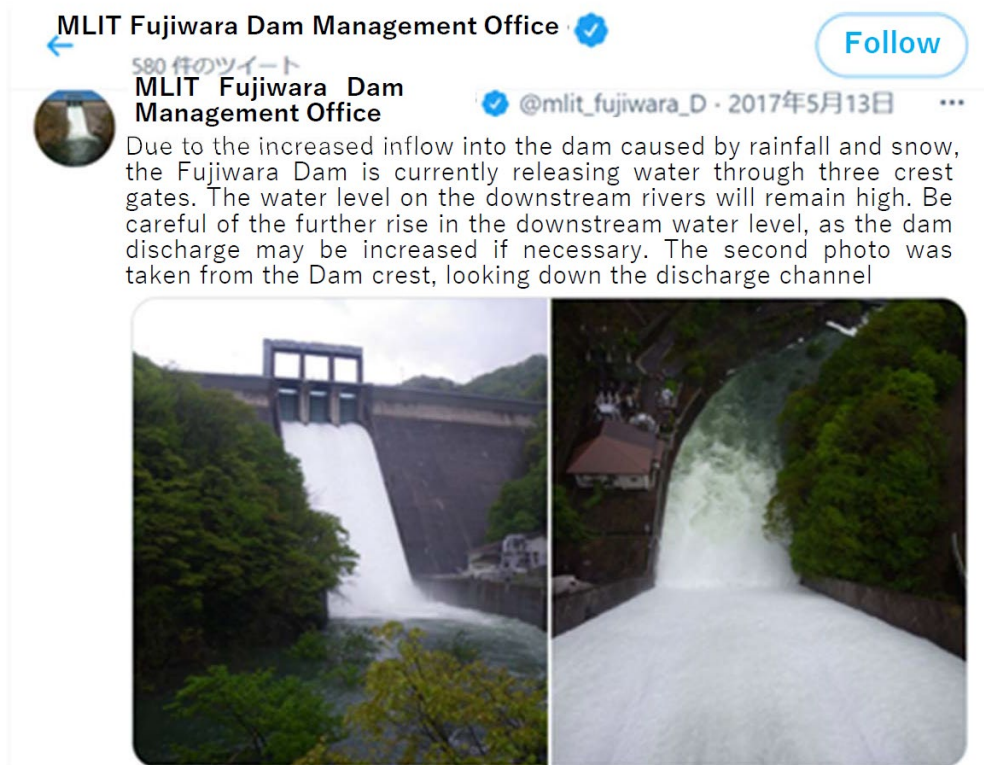 MLIT Fujiwara Dam Management Office
Follow
580 件のツイート
MLIT Fujiwara Dam
Management Office
@mlit_fujiwara_D · 2017年5月13日
Due to the increased inflow into the dam caused by rainfall and snow,
the Fujiwara Dam is currently releasing water through three crest
gates. The water level on the downstream rivers will remain high. Be
careful of the further rise in the downstream water level, as the dam
discharge may be increased if necessary. The second photo was
taken from the Dam crest, looking down the discharge channel